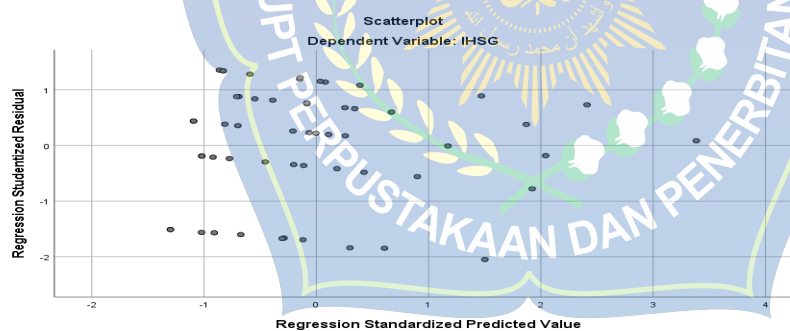 Scatterplot
Dependent Variable: IHSG
Regression Studentized Residual
1
0
-1
-2
-2
-1
0
1
2
3
4
Regression Standardized Predicted Value
UPT PERPUSTAKAAN DAN PENERBITAN